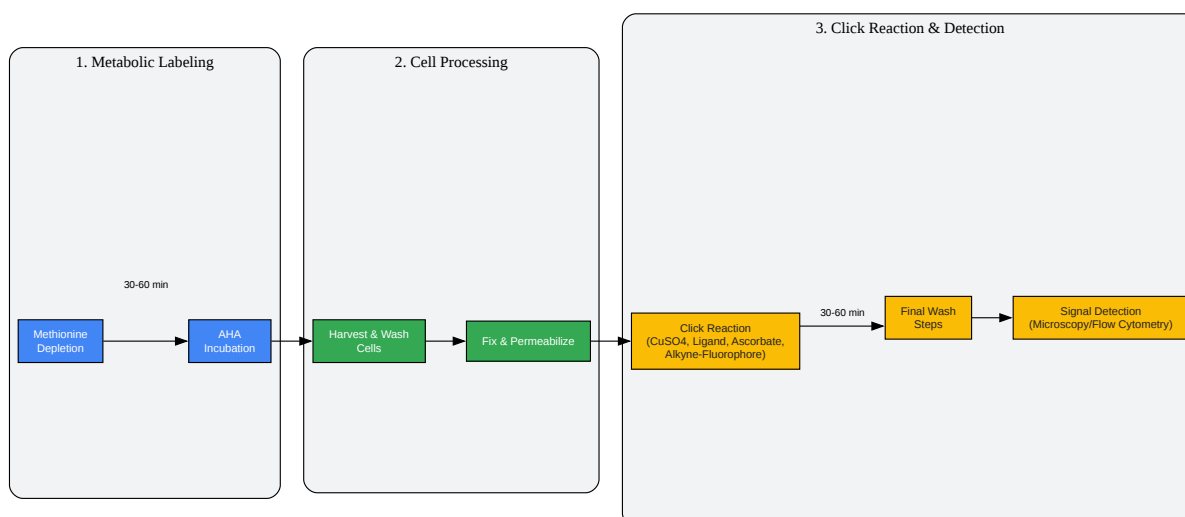 1. Metabolic Labeling
30-60 min
Methionine
Depletion
AHA
Incubation
2. Cell Processing
Harvest & Wash
Cells
Fix & Permeabilize
3. Click Reaction & Detection
Click Reaction
(CuSO4, Ligand, Ascorbate,
Alkyne-Fluorophore)
30-60 min
Final Wash
Steps
Signal Detection
(Microscopy/Flow Cytometry)